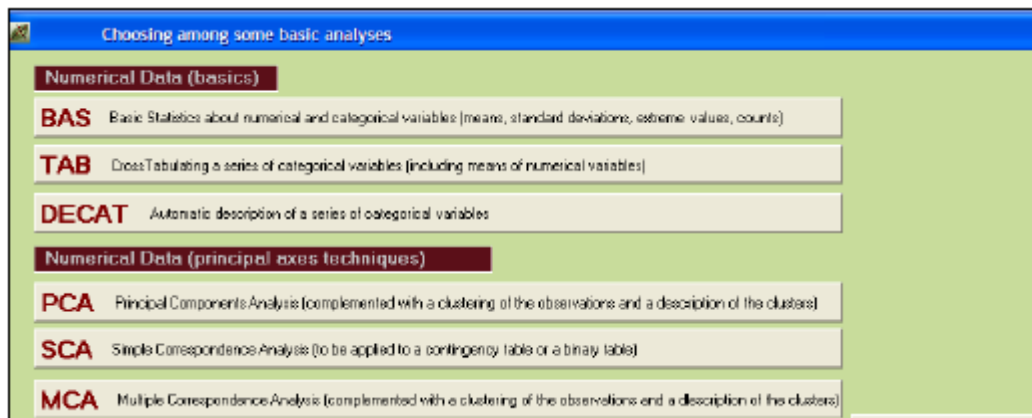 Choosing among some basic analyses
Numerical Data (basics)
BAS Basic Statistics about numerical and categorical variables (means, standard deviations, extreme values, counts)
TAB CrossTabulating a series of categorical variables (including means of numerical variables)
DECAT Automatic description of a series of categorical variables
Numerical Data (principal axes techniques)
PCA Principal Components Analysis (complemented with a clustering of the observations and a description of the clusters)
SCA Simple Correspondence Analysis (to be applied to a contingency table or a binary table)
MCA Multiple Correspondence Analysis (complemented with a clustering of the observations and a description of the clusters)